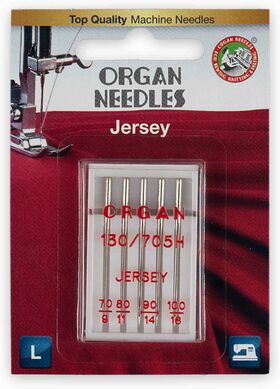 Top Quality Machine Needles
ORGAN
NEEDLES
Jersey
ORGAN
130/705H
JERSEY
70 80 90 100
9 11 14 16
L